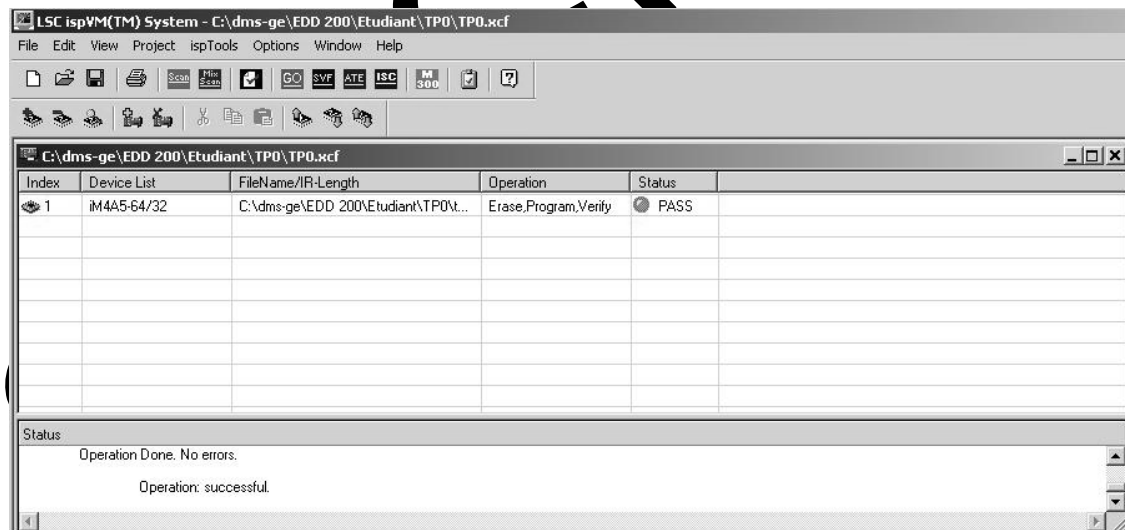 LSC ispVM(TM) System - C:\dms-ge\EDD 200\Etudiant\TP0\TP0.xcf
File Edit View Project ispTools Options Window Help
Scan Mix Scan GO SVF ATE ISC M 300
C:\dms-ge\EDD 200\Etudiant\TP0\TP0.xcf
Index Device List FileName/IR-Length Operation Status
1 iM4A5-64/32 C:\dms-ge\EDD 200\Etudiant\TP0\t... Erase,Program,Verify PASS
Status
Operation Done. No errors.
Operation: successful.